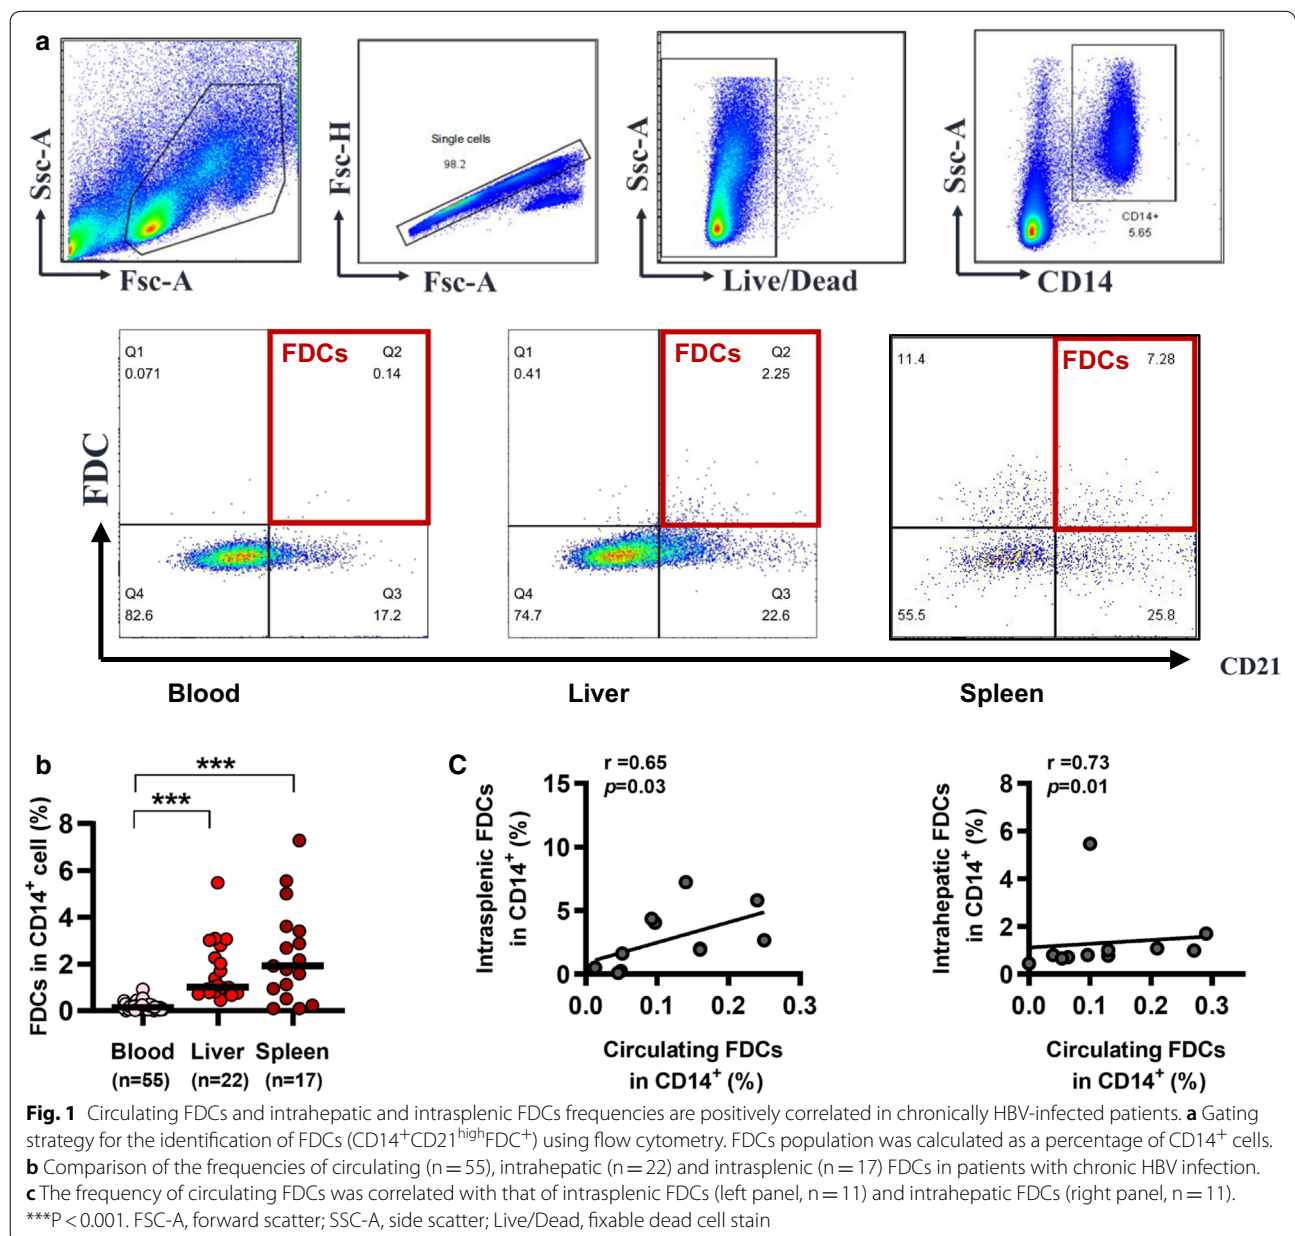 a
Ssc-A
Fsc-A
Fsc-H
Single cells
98.2
Fsc-A
Ssc-A
Live/Dead
Ssc-A
CD14+
5.65
CD14
FDC
Q1
0.071
FDCs
Q2
0.14
Q4
82.6
Q3
17.2
Q1
0.41
FDCs
Q2
2.25
Q4
74.7
Q3
22.6
11.4
FDCs
7.28
55.5
25.8
CD21
Blood
Liver
Spleen
b
FDCs in CD14⁺ cell (%)
8
6
4
2
0
***
***
Blood
(n=55)
Liver
(n=22)
Spleen
(n=17)
C
r =0.65
p=0.03
Intrasplenic FDCs
in CD14⁺ (%)
15
10
5
0
0.0 0.1 0.2 0.3
Circulating FDCs
in CD14⁺ (%)
r =0.73
p=0.01
Intrahepatic FDCs
in CD14⁺ (%)
8
6
4
2
0
0.0 0.1 0.2 0.3
Circulating FDCs
in CD14⁺ (%)
Fig. 1 Circulating FDCs and intrahepatic and intrasplenic FDCs frequencies are positively correlated in chronically HBV-infected patients. a Gating
strategy for the identification of FDCs (CD14⁺CD21ʰⁱᵍʰFDC⁺) using flow cytometry. FDCs population was calculated as a percentage of CD14⁺ cells.
b Comparison of the frequencies of circulating (n = 55), intrahepatic (n = 22) and intrasplenic (n = 17) FDCs in patients with chronic HBV infection.
c The frequency of circulating FDCs was correlated with that of intrasplenic FDCs (left panel, n = 11) and intrahepatic FDCs (right panel, n = 11).
***P < 0.001. FSC-A, forward scatter; SSC-A, side scatter; Live/Dead, fixable dead cell stain